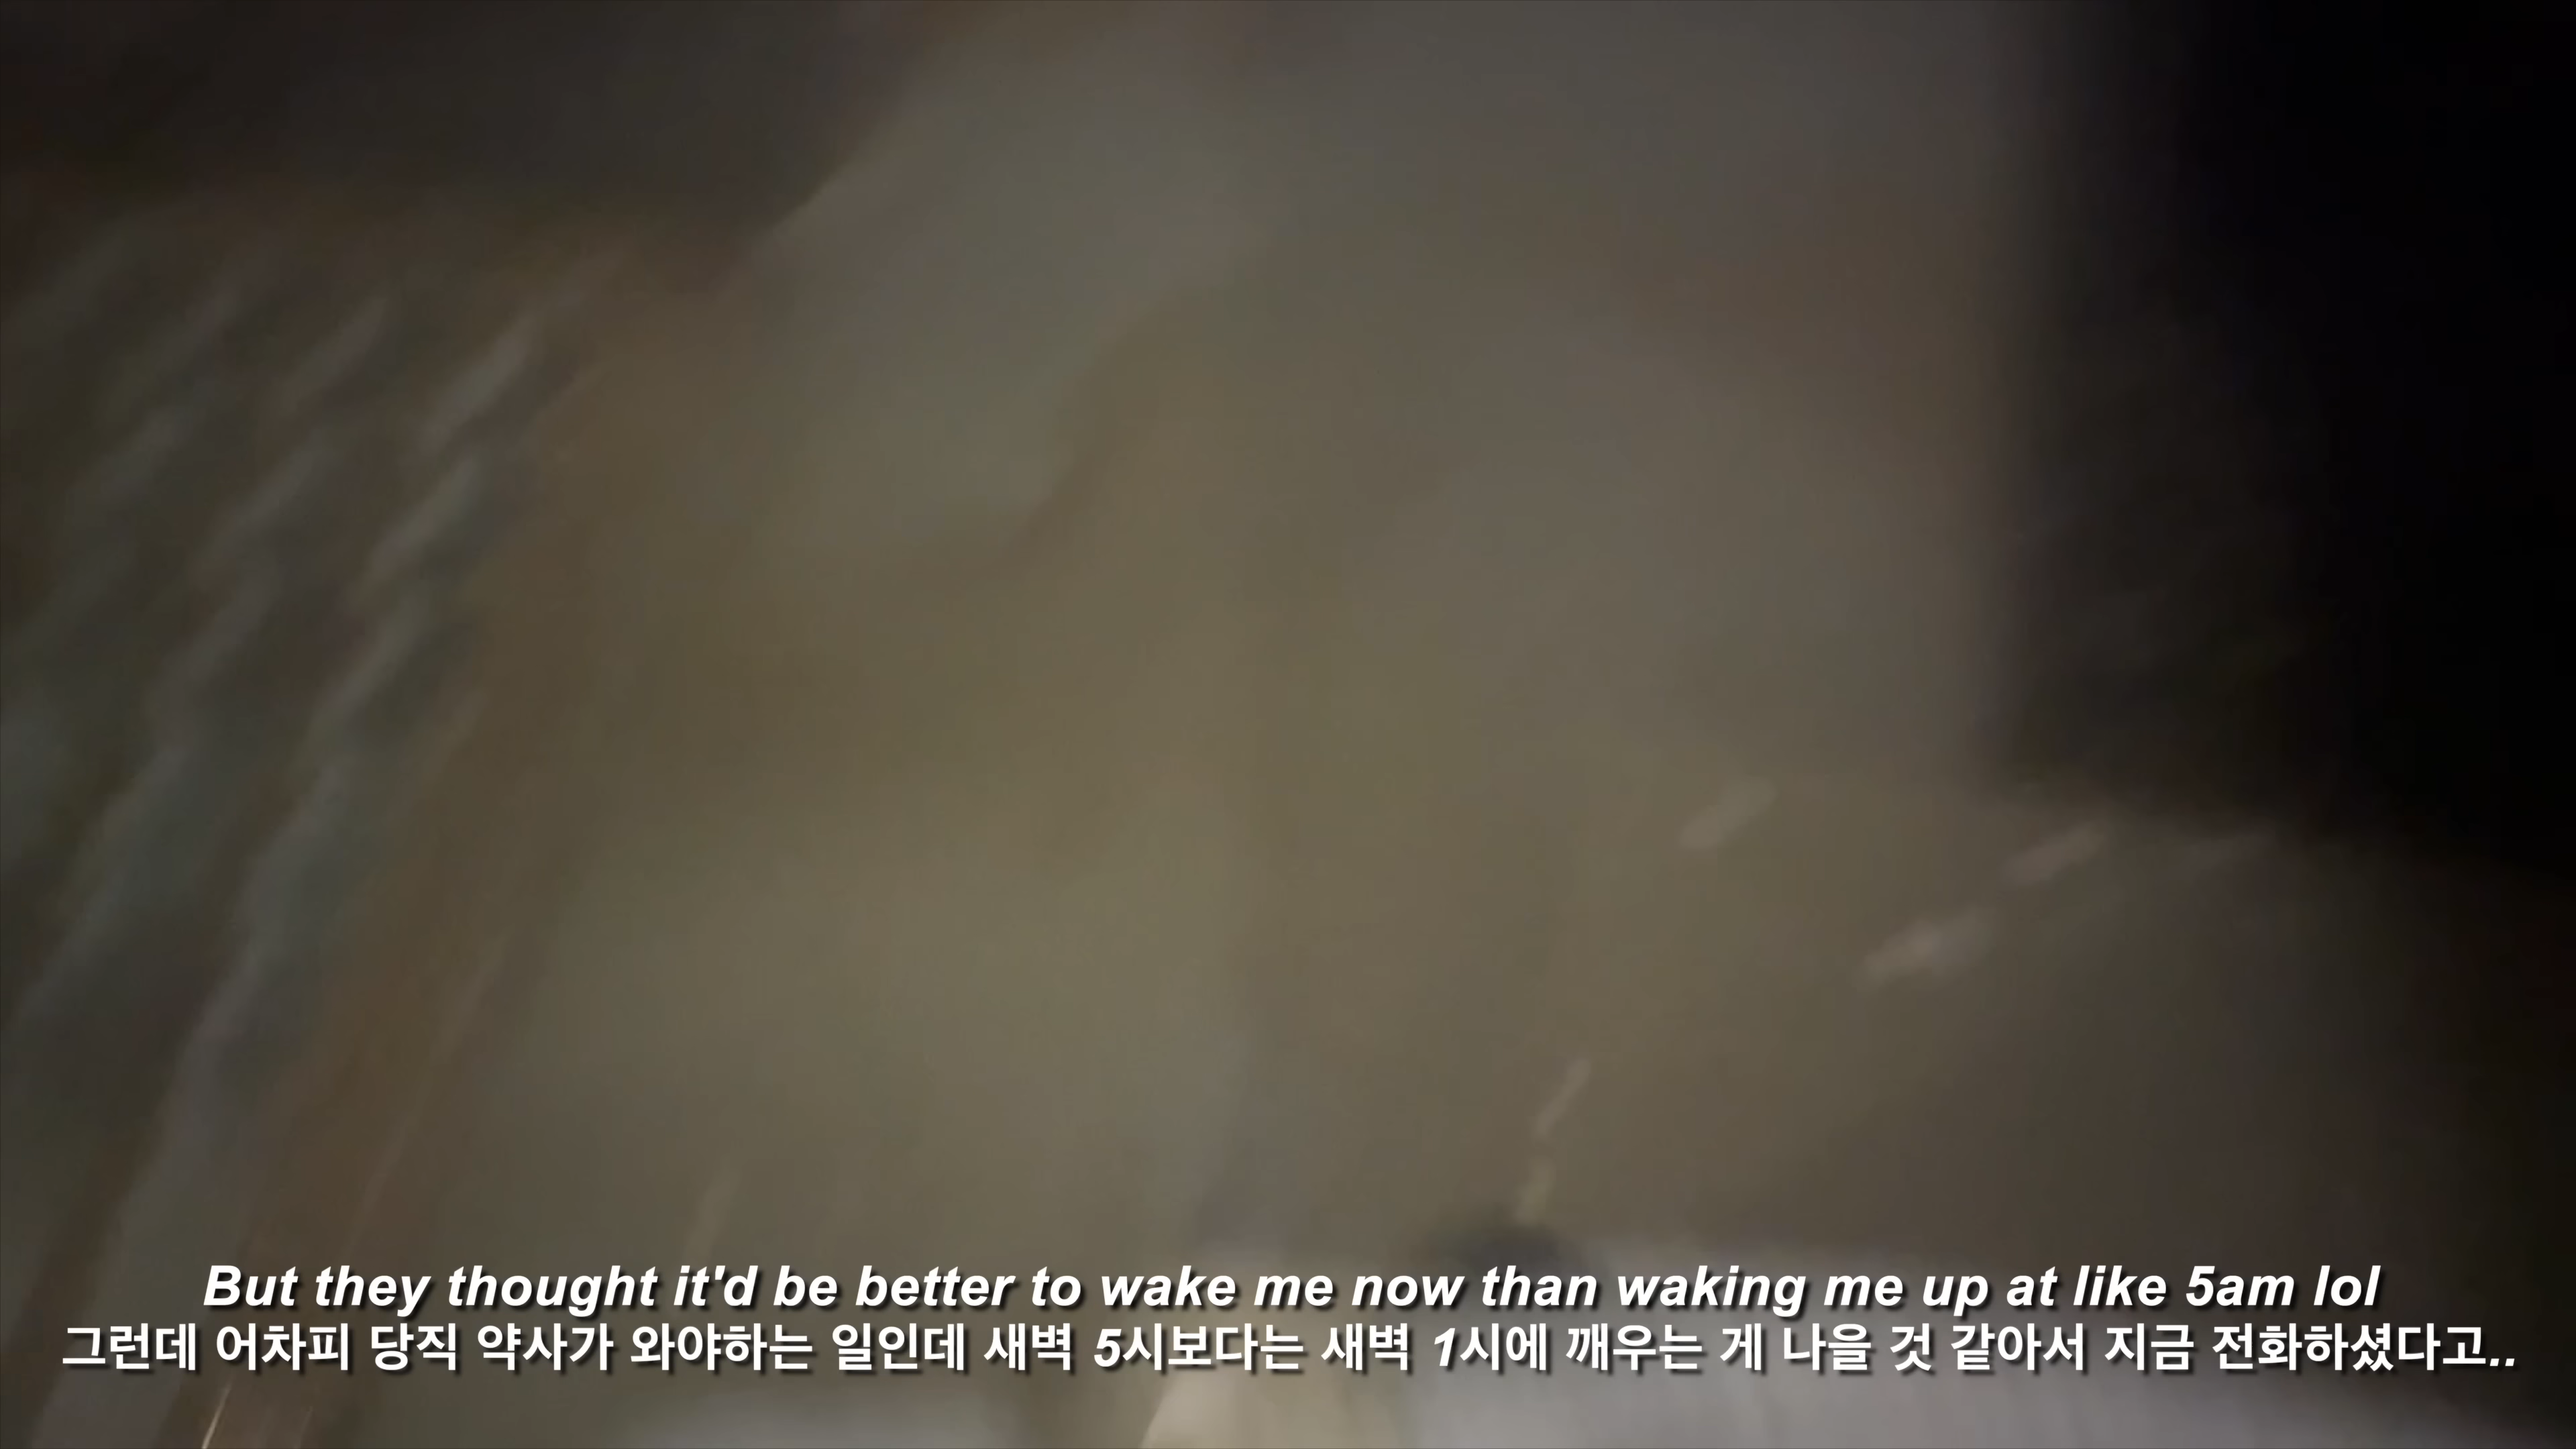 But they thought it'd be better to wake me now than waking me up at like 5am lol
그런데 어차피 당직 약사가 와야하는 일인데 새벽 5시보다는 새벽 1시에 깨우는 게 나을 것 같아서 지금 전화하셨다고..